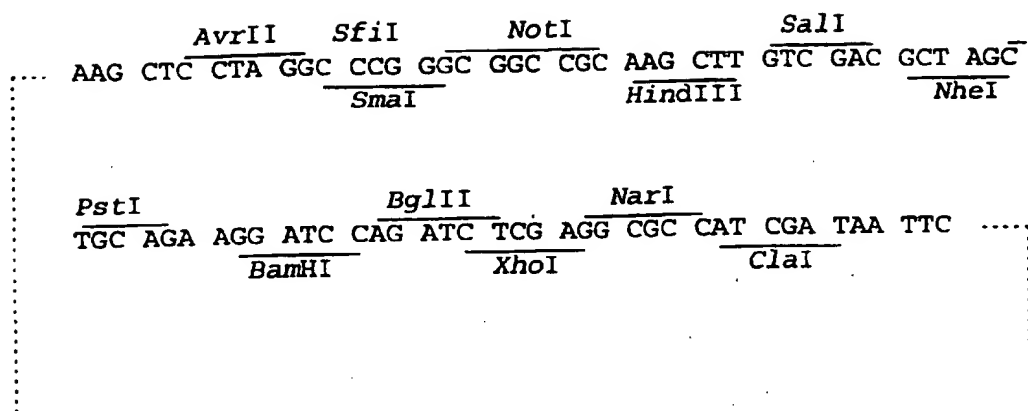 AvrII SfiI NotI SalI
.... AAG CTC CTA GGC CCG GGC GGC CGC AAG CTT GTC GAC GCT AGC
SmaI HindIII NheI
PstI BglII NarI
TGC AGA AGG ATC CAG ATC TCG AGG CGC CAT CGA TAA TTC .....
BamHI XhoI ClaI